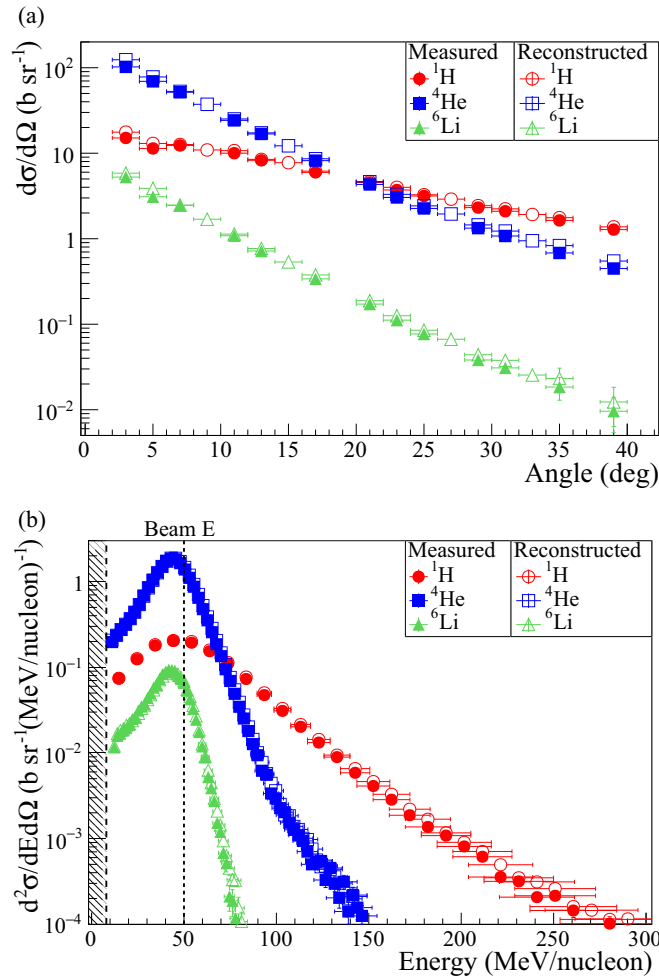 (a)
dσ/dΩ (b sr⁻¹)
10²
10
1
10⁻¹
10⁻²
Measured Reconstructed
¹H ¹H
⁴He ⁴He
⁶Li ⁶Li
0 5 10 15 20 25 30 35 40
Angle (deg)
(b)
Beam E
d²σ/dEdΩ (b sr⁻¹(MeV/nucleon)⁻¹)
1
10⁻¹
10⁻²
10⁻³
10⁻⁴
Measured Reconstructed
¹H ¹H
⁴He ⁴He
⁶Li ⁶Li
0 50 100 150 200 250 300
Energy (MeV/nucleon)